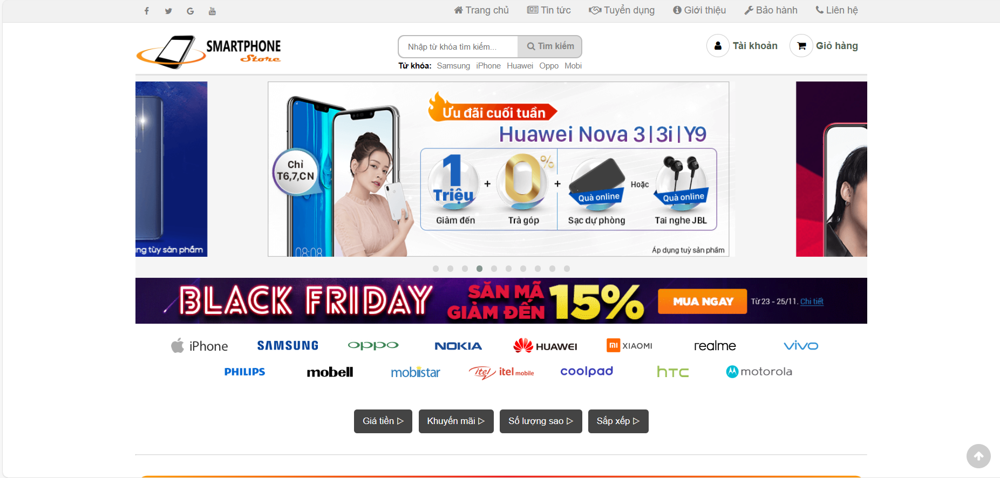 Trang chủ Tin tức Tuyển dụng Giới thiệu Bảo hành Liên hệ
SMARTPHONE
Store
Nhập từ khóa tìm kiếm... Tìm kiếm
Tài khoản Giỏ hàng
Từ khóa: Samsung iPhone Huawei Oppo Mobi
Ưu đãi cuối tuần
Huawei Nova 3|3i|Y9
Chỉ
T6,7,CN
1
Triệu
+
0%
+
Quà online
Hoặc
Quà online
Giảm đến
Trả góp
Sạc dự phòng
Tai nghe JBL
08:08
Áp dụng tuỳ sản phẩm
ng tùy sản phẩm
BLACK FRIDAY SĂN MÃ GIẢM ĐẾN 15% MUA NGAY Từ 23 - 25/11. Chi tiết
iPhone SAMSUNG oppo NOKIA HUAWEI mi XIAOMI realme vivo
PHILIPS mobell mobiistar itel itel mobile coolpad hTC motorola
Giá tiền ▷ Khuyến mãi ▷ Số lượng sao ▷ Sắp xếp ▷